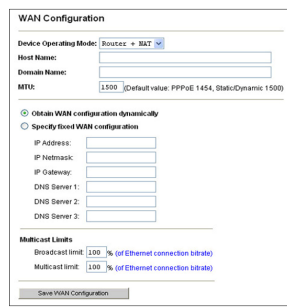 WAN Configuration
Device Operating Mode: Router + NAT
Host Name:
Domain Name:
MTU: 1500 (Default value: PPPoE 1454, Static/Dynamic 1500)
Obtain WAN configuration dynamically
Specify fixed WAN configuration
IP Address:
IP Netmask:
IP Gateway:
DNS Server 1:
DNS Server 2:
DNS Server 3:
Multicast Limits
Broadcast limit: 100 % (of Ethernet connection bitrate)
Multicast limit: 100 % (of Ethernet connection bitrate)
Save WAN Configuration